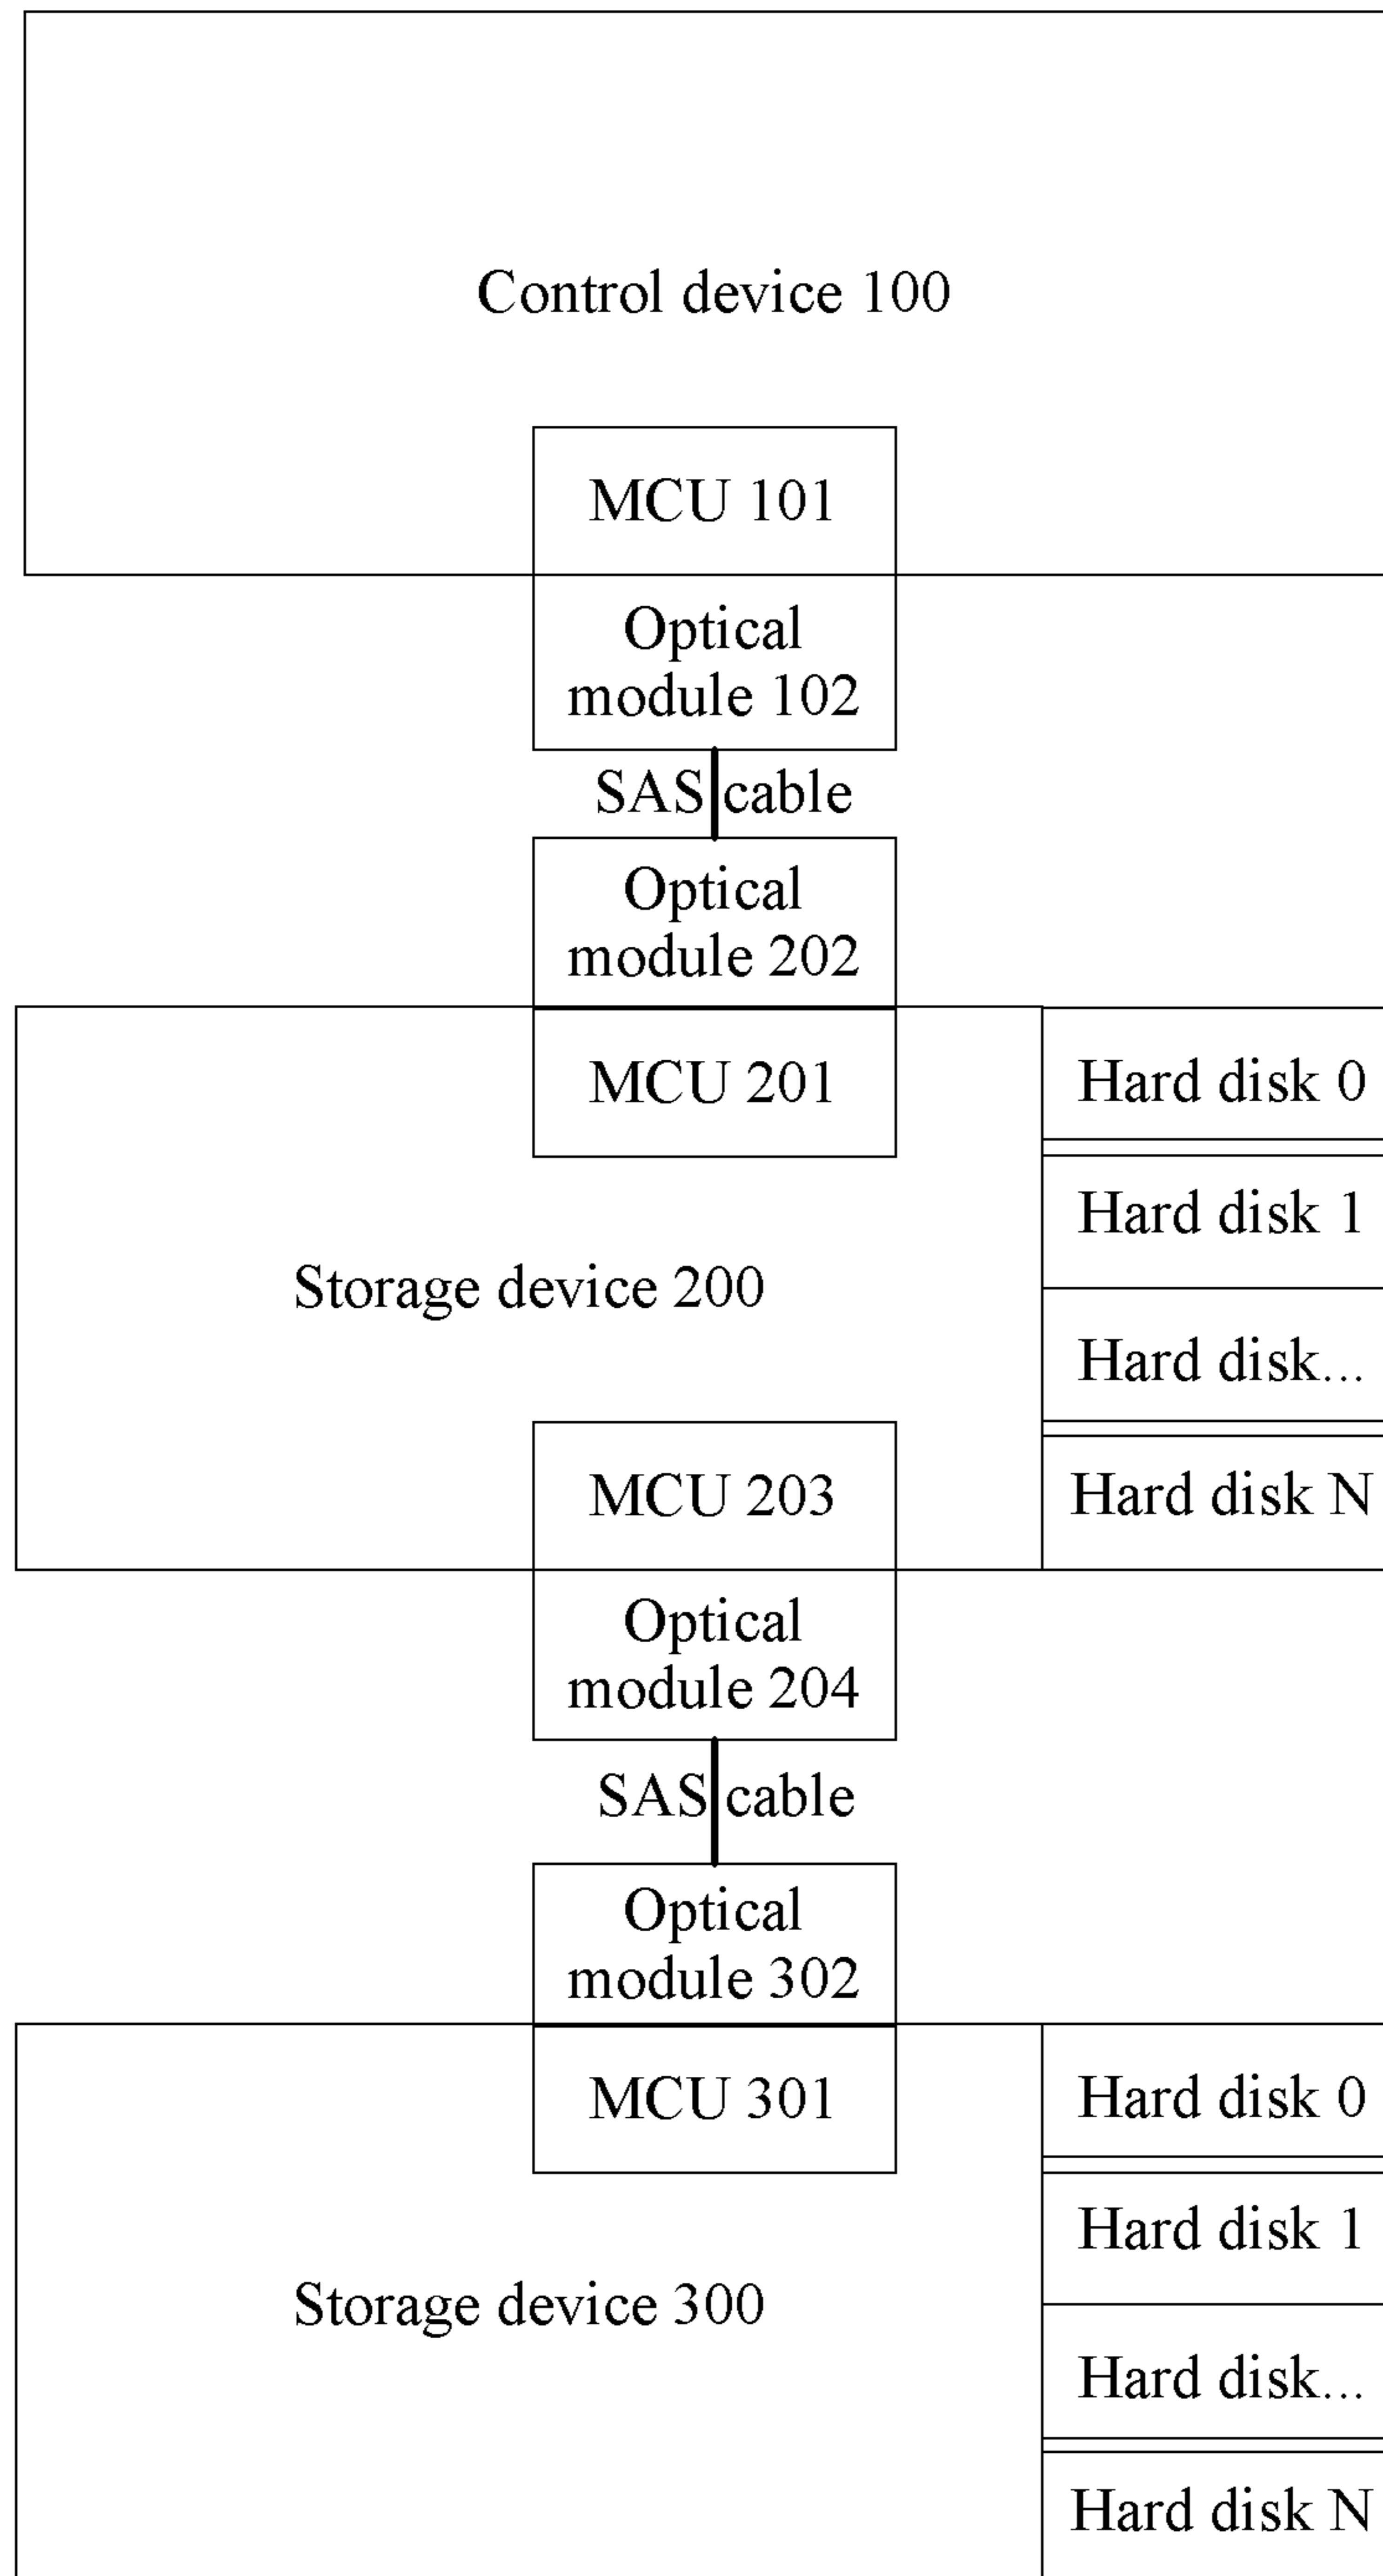 Control device 100
MCU 101
Optical
module 102
SAS cable
Optical
module 202
MCU 201
Hard disk 0
Hard disk 1
Storage device 200
Hard disk...
MCU 203
Hard disk N
Optical
module 204
SAS cable
Optical
module 302
MCU 301
Hard disk 0
Hard disk 1
Storage device 300
Hard disk...
Hard disk N